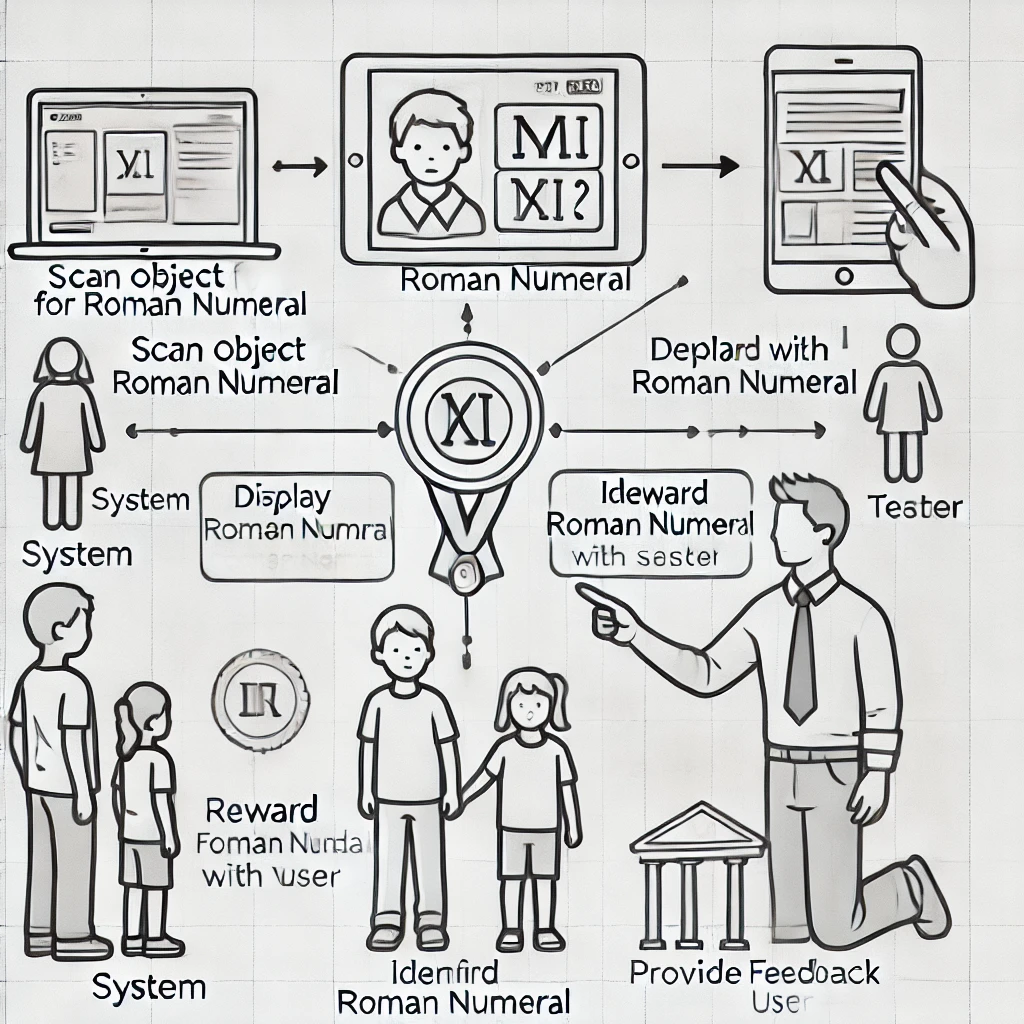 XI
MI
XI?
XI
Scan object
for Roman Numeral
Roman Numeral
Scan object
Roman Numeral
Deplard with
Roman Numeral
XI
System
Display
Roman Numral
Ideward
Roman Numeral
with saster
Teater
System
IR
Reward
Foman Nurdal
with user
System
Idenfird
Roman Numeral
Provide Feedback
User